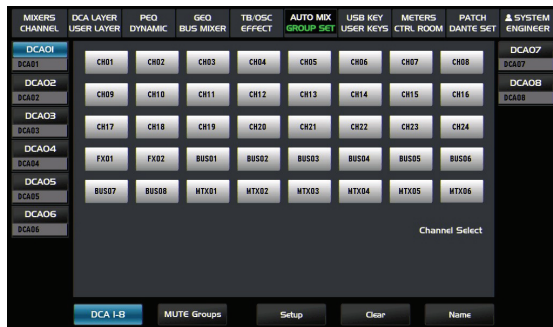 MIXERS DCA LAYER PEQ GEQ TB/OSC AUTO MIX USB KEY METERS PATCH SYSTEM
CHANNEL USER LAYER DYNAMIC BUS MIXER EFFECT GROUP SET USER KEYS CTRL ROOM DANTE SET ENGINEER
DCA01 DCA07
DCA01 CH01 CH02 CH03 CH04 CH05 CH06 CH07 CH08 DCA07
DCA02 DCA08
DCA02 CH09 CH10 CH11 CH12 CH13 CH14 CH15 CH16 DCA08
DCA03
DCA03 CH17 CH18 CH19 CH20 CH21 CH22 CH23 CH24
DCA04
DCA04 FX01 FX02 BUS01 BUS02 BUS03 BUS04 BUS05 BUS06
DCA05
DCA05 BUS07 BUS08 MTX01 MTX02 MTX03 MTX04 MTX05 MTX06
DCA06
DCA06 Channel Select
DCA 1-8 MUTE Groups Setup Clear Name